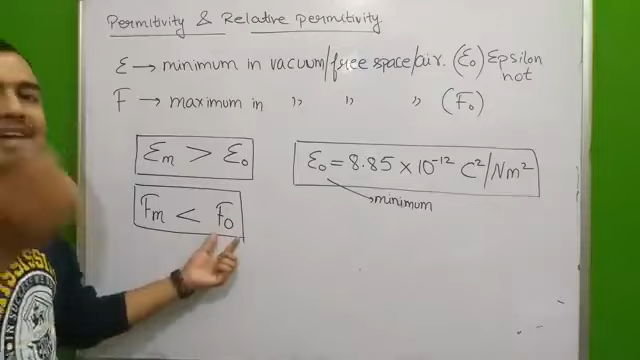 Permitivity & Relative permitivity.
ε → minimum in vacuum/free space/air. (ε₀) Epsilon not
F → maximum in " " " (F₀)
εm > ε₀
ε₀ = 8.85 × 10⁻¹² C²/Nm²
→ minimum
Fm < F₀